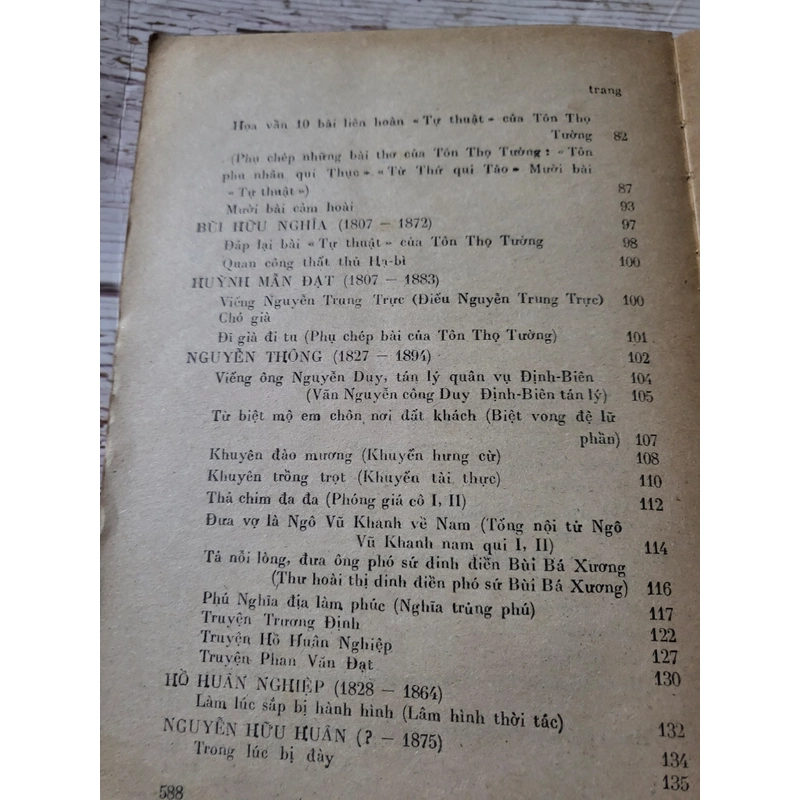 trang
Họa vần 10 bài liên hoàn «Tự thuật» của Tôn Thọ
Tường 82
(Phụ chép những bài thơ của Tôn Thọ Tường: «Tôn
phu nhân qui Thục». «Từ Thứ qui Tào» Mười bài
«Tự thuật») 87
Mười bài cảm hoài 93
BÙI HỮU NGHĨA (1807 — 1872) 97
Đáp lại bài «Tự thuật» của Tôn Thọ Tường 98
Quan công thất thủ Hạ-bì 100
HUỲNH MẪN ĐẠT (1807 — 1883)
Viếng Nguyễn Trung Trực (Điếu Nguyễn Trung Trực) 100
Chó già
Đĩ già đi tu (Phụ chép bài của Tôn Thọ Tường) 101
NGUYỄN THÔNG (1827 — 1894) 102
Viếng ông Nguyễn Duy, tán lý quân vụ Định-Biên 104
(Vãn Nguyễn công Duy Định-Biên tán lý) 105
Từ biệt mộ em chôn nơi đất khách (Biệt vong đệ lữ
phần) 107
Khuyên đào mương (Khuyến hưng cừ) 108
Khuyên trồng trọt (Khuyến tài thực) 110
Thả chim đa đa (Phóng giá cô I, II) 112
Đưa vợ là Ngô Vũ Khanh về Nam (Tống nội tử Ngô
Vũ Khanh nam qui I, II) 114
Tả nỗi lòng, đưa ông phó sứ dinh điền Bùi Bá Xương
(Thư hoài thị dinh điền phó sứ Bùi Bá Xương) 116
Phú Nghĩa địa làm phúc (Nghĩa trủng phú) 117
Truyện Trương Định 122
Truyện Hồ Huân Nghiệp 127
Truyện Phan Văn Đạt 130
HỒ HUÂN NGHIỆP (1828 — 1864)
Làm lúc sắp bị hành hình (Lâm hình thời tác) 132
NGUYỄN HỮU HUÂN (? — 1875) 134
Trong lúc bị đày 135
588